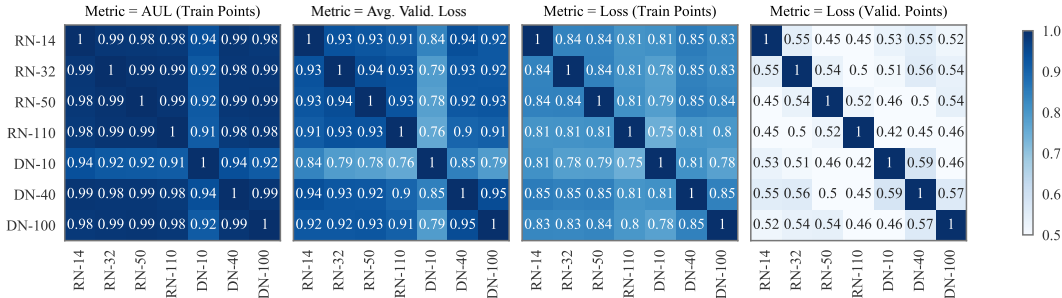 Metric = AUL (Train Points) Metric = Avg. Valid. Loss Metric = Loss (Train Points) Metric = Loss (Valid. Points)
RN-14 1 0.99 0.98 0.98 0.94 0.99 0.98 1 0.93 0.93 0.91 0.84 0.94 0.92 1 0.84 0.84 0.81 0.81 0.85 0.83 1 0.55 0.45 0.45 0.53 0.55 0.52 1.0
RN-32 0.99 1 0.99 0.99 0.92 0.98 0.99 0.93 1 0.94 0.93 0.79 0.93 0.92 0.84 1 0.84 0.81 0.78 0.85 0.83 0.55 1 0.54 0.5 0.51 0.56 0.54 0.9
RN-50 0.98 0.99 1 0.99 0.92 0.99 0.99 0.93 0.94 1 0.93 0.78 0.92 0.93 0.84 0.84 1 0.81 0.79 0.85 0.84 0.45 0.54 1 0.52 0.46 0.5 0.54 0.8
RN-110 0.98 0.99 0.99 1 0.91 0.98 0.98 0.91 0.93 0.93 1 0.76 0.9 0.91 0.81 0.81 0.81 1 0.75 0.81 0.8 0.45 0.5 0.52 1 0.42 0.45 0.46
DN-10 0.94 0.92 0.92 0.91 1 0.94 0.92 0.84 0.79 0.78 0.76 1 0.85 0.79 0.81 0.78 0.79 0.75 1 0.81 0.78 0.53 0.51 0.46 0.42 1 0.59 0.46 0.7
DN-40 0.99 0.98 0.99 0.98 0.94 1 0.99 0.94 0.93 0.92 0.9 0.85 1 0.95 0.85 0.85 0.85 0.81 0.81 1 0.85 0.55 0.56 0.5 0.45 0.59 1 0.57 0.6
DN-100 0.98 0.99 0.99 0.98 0.92 0.99 1 0.92 0.92 0.93 0.91 0.79 0.95 1 0.83 0.83 0.84 0.8 0.78 0.85 1 0.52 0.54 0.54 0.46 0.46 0.57 1 0.5
RN-14 RN-32 RN-50 RN-110 DN-10 DN-40 DN-100 RN-14 RN-32 RN-50 RN-110 DN-10 DN-40 DN-100 RN-14 RN-32 RN-50 RN-110 DN-10 DN-40 DN-100 RN-14 RN-32 RN-50 RN-110 DN-10 DN-40 DN-100